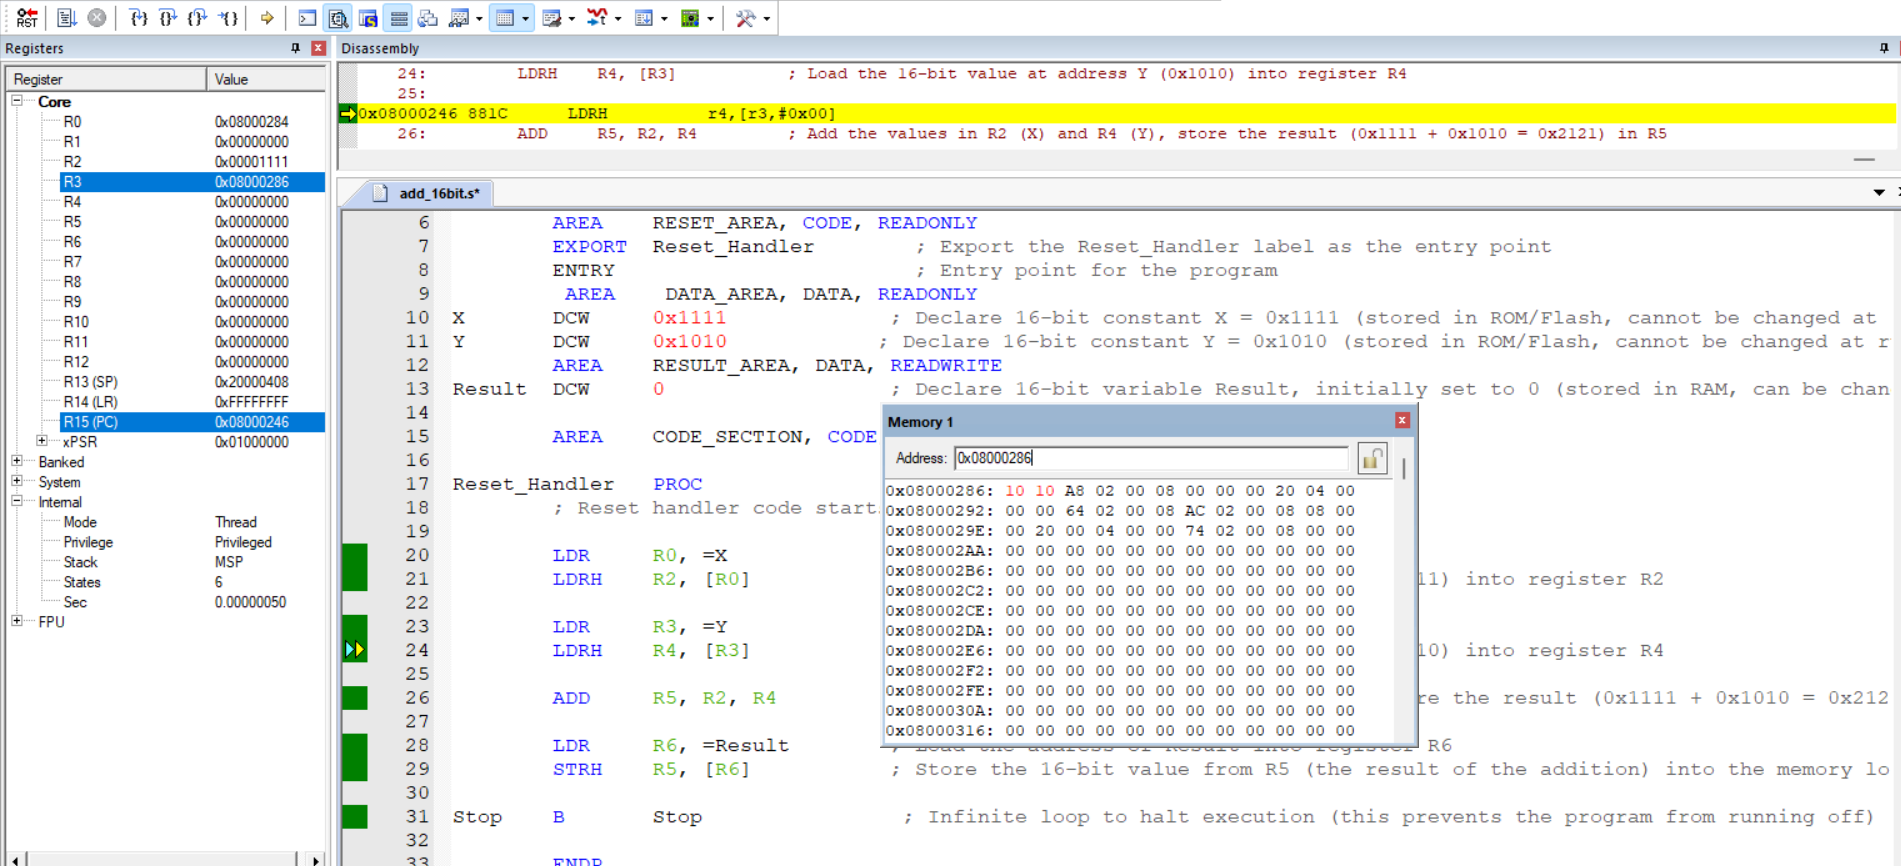 RST
Registers
Register Value
Core
R0 0x08000284
R1 0x00000000
R2 0x00001111
R3 0x08000286
R4 0x00000000
R5 0x00000000
R6 0x00000000
R7 0x00000000
R8 0x00000000
R9 0x00000000
R10 0x00000000
R11 0x00000000
R12 0x00000000
R13 (SP) 0x20000408
R14 (LR) 0xFFFFFFFF
R15 (PC) 0x08000246
xPSR 0x01000000
Banked
System
Internal
Mode Thread
Privilege Privileged
Stack MSP
States 6
Sec 0.00000050
FPU
Disassembly
24: LDRH R4, [R3] ; Load the 16-bit value at address Y (0x1010) into register R4
25:
0x08000246 881C LDRH r4,[r3,#0x00]
26: ADD R5, R2, R4 ; Add the values in R2 (X) and R4 (Y), store the result (0x1111 + 0x1010 = 0x2121) in R5
add_16bit.s*
6 AREA RESET_AREA, CODE, READONLY
7 EXPORT Reset_Handler ; Export the Reset_Handler label as the entry point
8 ENTRY ; Entry point for the program
9 AREA DATA_AREA, DATA, READONLY
10 X DCW 0x1111 ; Declare 16-bit constant X = 0x1111 (stored in ROM/Flash, cannot be changed at
11 Y DCW 0x1010 ; Declare 16-bit constant Y = 0x1010 (stored in ROM/Flash, cannot be changed at r
12 AREA RESULT_AREA, DATA, READWRITE
13 Result DCW 0 ; Declare 16-bit variable Result, initially set to 0 (stored in RAM, can be chan
14
15 AREA CODE_SECTION, CODE
16
17 Reset_Handler PROC
18 ; Reset handler code start
19
20 LDR R0, =X
21 LDRH R2, [R0] 11) into register R2
22
23 LDR R3, =Y
24 LDRH R4, [R3] 10) into register R4
25
26 ADD R5, R2, R4 re the result (0x1111 + 0x1010 = 0x212
27
28 LDR R6, =Result ; Load the address of Result into register R6
29 STRH R5, [R6] ; Store the 16-bit value from R5 (the result of the addition) into the memory lo
30
31 Stop B Stop ; Infinite loop to halt execution (this prevents the program from running off)
32
33 ENDP
Memory 1
Address: 0x08000286
0x08000286: 10 10 A8 02 00 08 00 00 00 20 04 00
0x08000292: 00 00 64 02 00 08 AC 02 00 08 08 00
0x0800029E: 00 20 00 04 00 00 74 02 00 08 00 00
0x080002AA: 00 00 00 00 00 00 00 00 00 00 00 00
0x080002B6: 00 00 00 00 00 00 00 00 00 00 00 00
0x080002C2: 00 00 00 00 00 00 00 00 00 00 00 00
0x080002CE: 00 00 00 00 00 00 00 00 00 00 00 00
0x080002DA: 00 00 00 00 00 00 00 00 00 00 00 00
0x080002E6: 00 00 00 00 00 00 00 00 00 00 00 00
0x080002F2: 00 00 00 00 00 00 00 00 00 00 00 00
0x080002FE: 00 00 00 00 00 00 00 00 00 00 00 00
0x0800030A: 00 00 00 00 00 00 00 00 00 00 00 00
0x08000316: 00 00 00 00 00 00 00 00 00 00 00 00